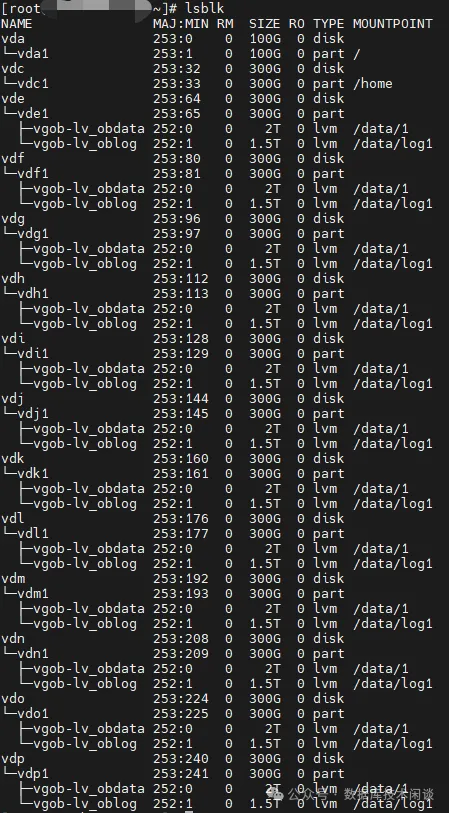 [root ~]# lsblk
NAME MAJ:MIN RM SIZE RO TYPE MOUNTPOINT
vda 253:0 0 100G 0 disk
└─vda1 253:1 0 100G 0 part /
vdc 253:32 0 300G 0 disk
└─vdc1 253:33 0 300G 0 part /home
vde 253:64 0 300G 0 disk
└─vde1 253:65 0 300G 0 part
├─vgob-lv_obdata 252:0 0 2T 0 lvm /data/1
└─vgob-lv_oblog 252:1 0 1.5T 0 lvm /data/log1
vdf 253:80 0 300G 0 disk
└─vdf1 253:81 0 300G 0 part
├─vgob-lv_obdata 252:0 0 2T 0 lvm /data/1
└─vgob-lv_oblog 252:1 0 1.5T 0 lvm /data/log1
vdg 253:96 0 300G 0 disk
└─vdg1 253:97 0 300G 0 part
├─vgob-lv_obdata 252:0 0 2T 0 lvm /data/1
└─vgob-lv_oblog 252:1 0 1.5T 0 lvm /data/log1
vdh 253:112 0 300G 0 disk
└─vdh1 253:113 0 300G 0 part
├─vgob-lv_obdata 252:0 0 2T 0 lvm /data/1
└─vgob-lv_oblog 252:1 0 1.5T 0 lvm /data/log1
vdi 253:128 0 300G 0 disk
└─vdi1 253:129 0 300G 0 part
├─vgob-lv_obdata 252:0 0 2T 0 lvm /data/1
└─vgob-lv_oblog 252:1 0 1.5T 0 lvm /data/log1
vdj 253:144 0 300G 0 disk
└─vdj1 253:145 0 300G 0 part
├─vgob-lv_obdata 252:0 0 2T 0 lvm /data/1
└─vgob-lv_oblog 252:1 0 1.5T 0 lvm /data/log1
vdk 253:160 0 300G 0 disk
└─vdk1 253:161 0 300G 0 part
├─vgob-lv_obdata 252:0 0 2T 0 lvm /data/1
└─vgob-lv_oblog 252:1 0 1.5T 0 lvm /data/log1
vdl 253:176 0 300G 0 disk
└─vdl1 253:177 0 300G 0 part
├─vgob-lv_obdata 252:0 0 2T 0 lvm /data/1
└─vgob-lv_oblog 252:1 0 1.5T 0 lvm /data/log1
vdm 253:192 0 300G 0 disk
└─vdm1 253:193 0 300G 0 part
├─vgob-lv_obdata 252:0 0 2T 0 lvm /data/1
└─vgob-lv_oblog 252:1 0 1.5T 0 lvm /data/log1
vdn 253:208 0 300G 0 disk
└─vdn1 253:209 0 300G 0 part
├─vgob-lv_obdata 252:0 0 2T 0 lvm /data/1
└─vgob-lv_oblog 252:1 0 1.5T 0 lvm /data/log1
vdo 253:224 0 300G 0 disk
└─vdo1 253:225 0 300G 0 part
├─vgob-lv_obdata 252:0 0 2T 0 lvm /data/1
└─vgob-lv_oblog 252:1 0 1.5T 0 lvm /data/log1
vdp 253:240 0 300G 0 disk
└─vdp1 253:241 0 300G 0 part
├─vgob-lv_obdata 252:0 0 2T 0 lvm /data/1
└─vgob-lv_oblog 252:1 0 1.5T 0 lvm /data/log1
公众号 · 数据库技术闲谈